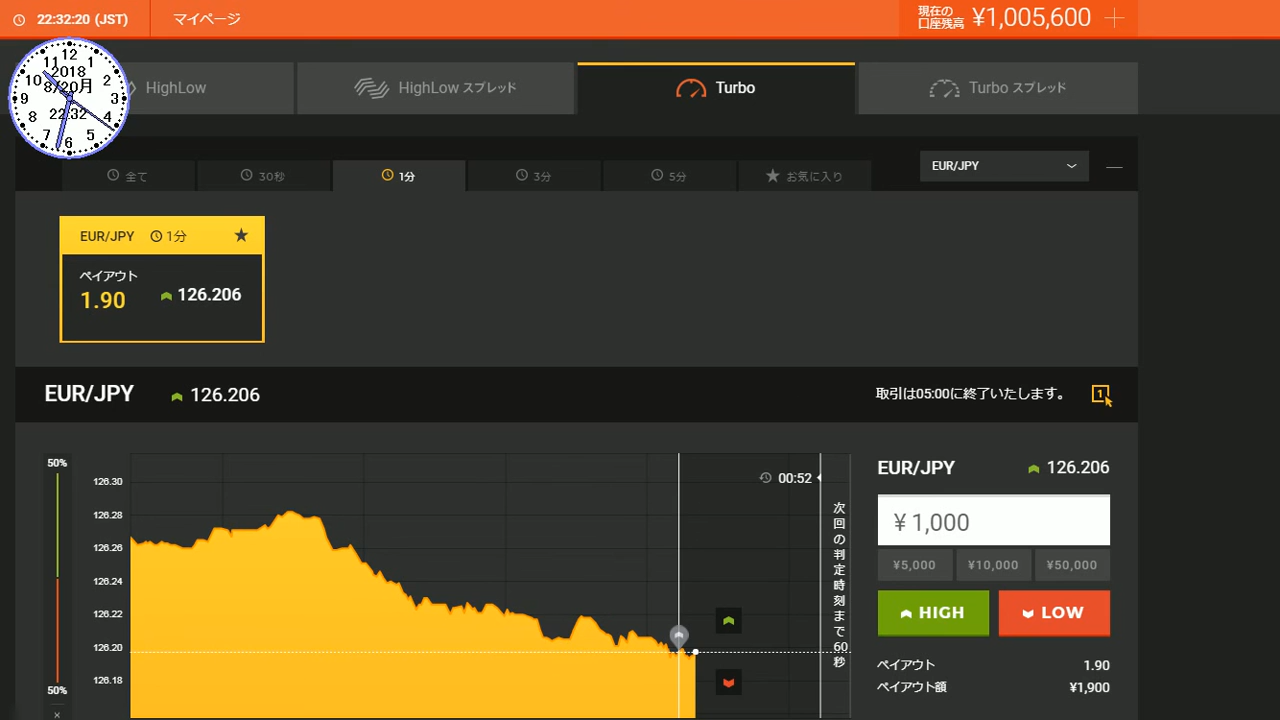 22:32:20 (JST)
マイページ
現在の
口座残高
¥1,005,600
12
11
1
2018
10
2
8/20月
9
3
22:32
8
4
7
5
6
HighLow
HighLow スプレッド
Turbo
Turbo スプレッド
全て
30秒
1分
3分
5分
お気に入り
EUR/JPY
EUR/JPY
1分
ペイアウト
1.90
126.206
EUR/JPY
126.206
取引は05:00に終了いたします。
1
50%
126.30
126.28
126.26
126.24
126.22
126.20
126.18
50%
00:52
次回の判定時刻まで60秒
EUR/JPY
126.206
¥ 1,000
¥5,000
¥10,000
¥50,000
HIGH
LOW
ペイアウト
1.90
ペイアウト額
¥1,900